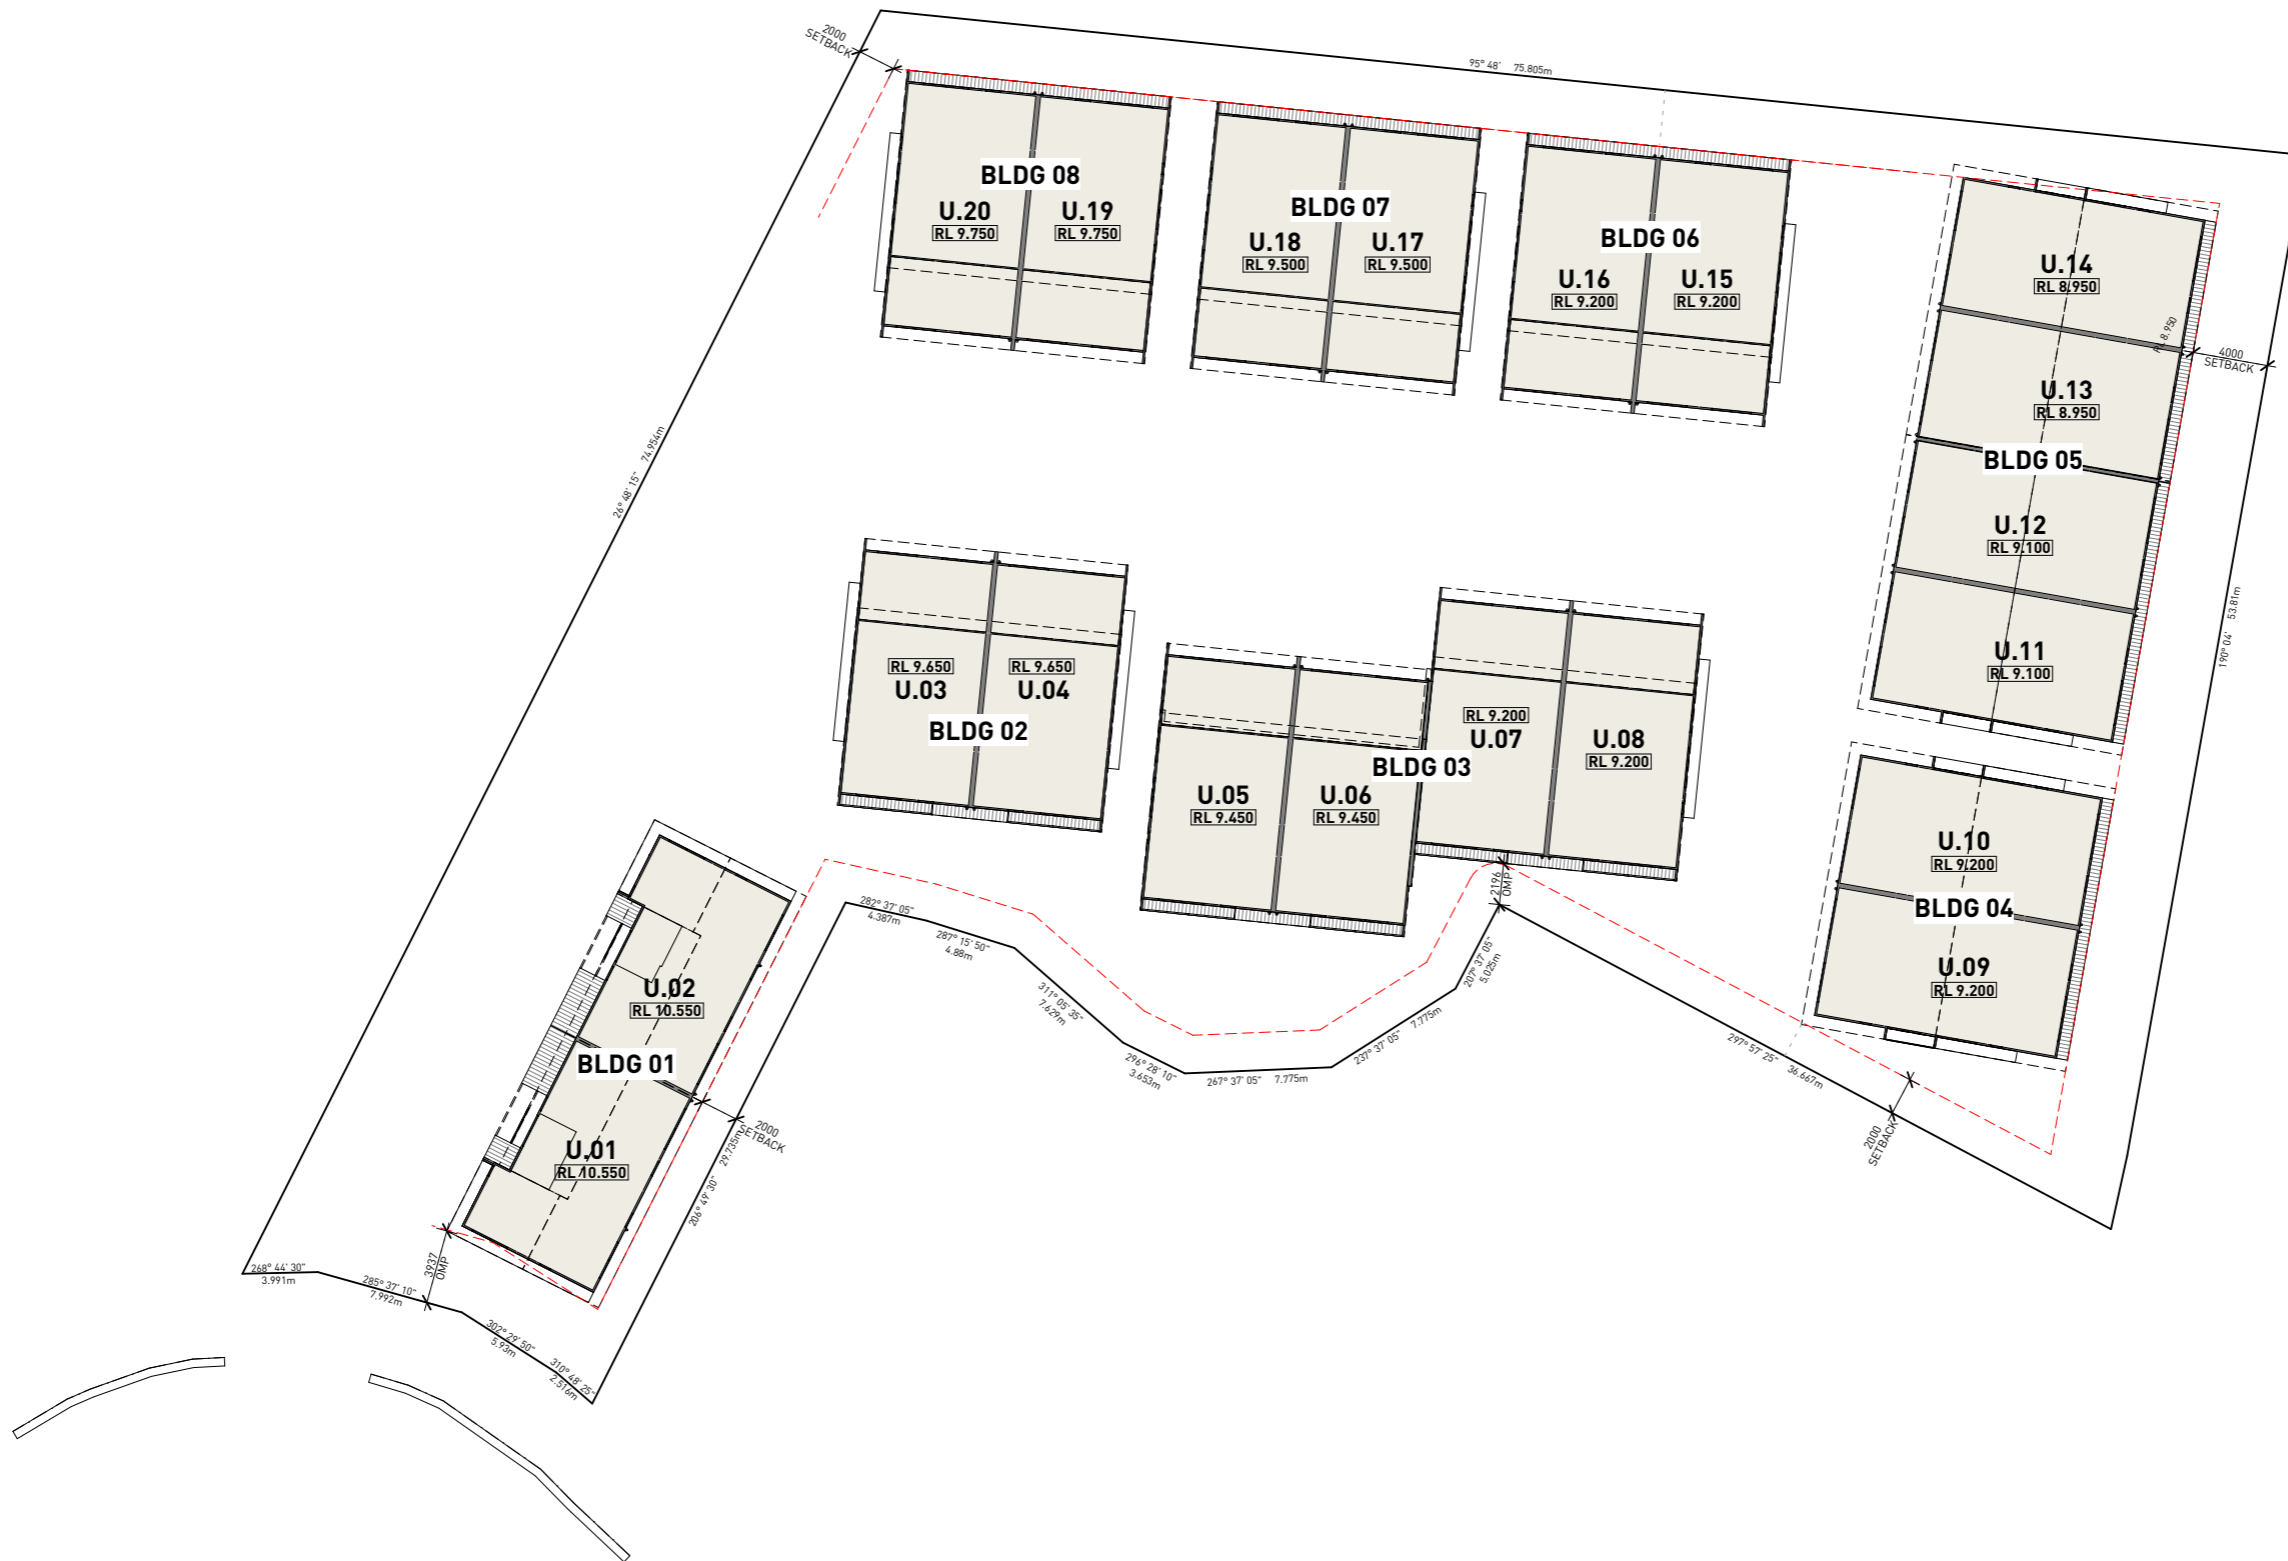 2000
SETBACK
95° 48' 75.805m
BLDG 08
U.20
RL 9.750
U.19
RL 9.750
BLDG 07
U.18
RL 9.500
U.17
RL 9.500
BLDG 06
U.16
RL 9.200
U.15
RL 9.200
U.14
RL 8.950
4000
SETBACK
U.13
RL 8.950
BLDG 05
U.12
RL 9.100
U.11
RL 9.100
190° 04' 53.81m
26° 48' 15" 74.954m
RL 9.650
U.03
RL 9.650
U.04
BLDG 02
RL 9.200
U.07
U.08
RL 9.200
BLDG 03
U.05
RL 9.450
U.06
RL 9.450
U.10
RL 9.200
BLDG 04
U.09
RL 9.200
2196
OMP
282° 37' 05"
4.387m
287° 15' 50"
4.88m
311° 05' 35"
7.629m
296° 28' 10"
3.653m
267° 37' 05" 7.775m
237° 37' 05" 7.775m
207° 37' 05"
5.025m
297° 57' 25" 36.667m
2000
SETBACK
U.02
RL 10.550
BLDG 01
U.01
RL 10.550
2000
SETBACK
206° 49' 30" 29.735m
3937
OMP
268° 44' 30"
3.991m
285° 37' 10"
7.992m
302° 29' 50"
5.93m
310° 48' 25"
2.516m